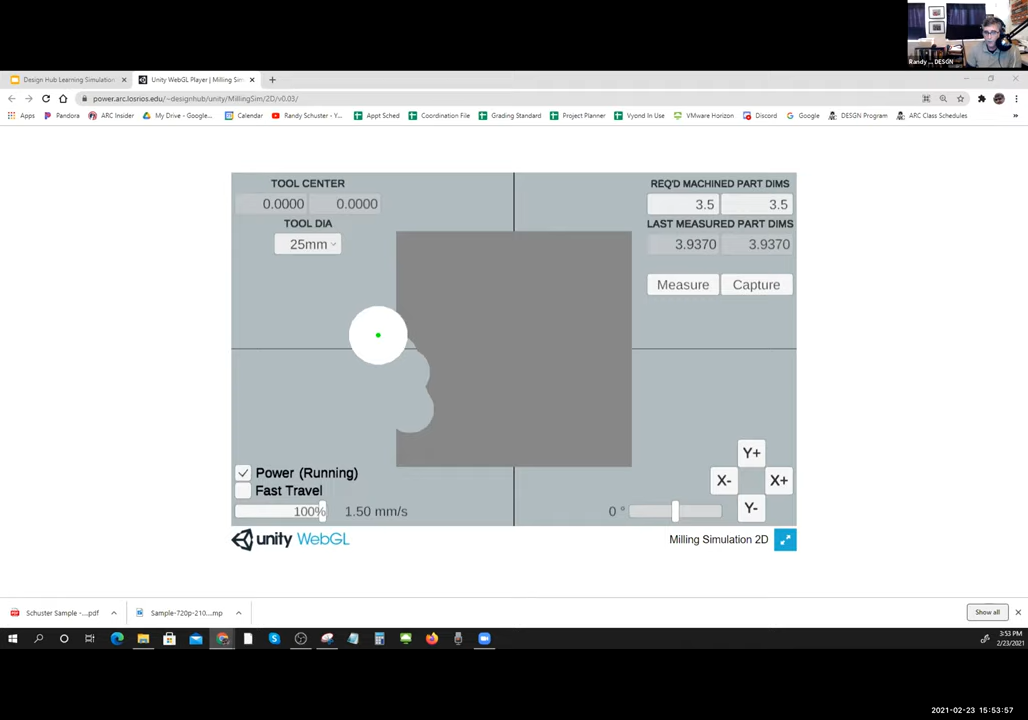 Randy ... DESGN
Design Hub Learning Simulation
Unity WebGL Player | Milling Sim
power.arc.losrios.edu/~designhub/unity/MillingSim/2D/v0.03/
Apps
Pandora
ARC Insider
My Drive - Google...
Calendar
Randy Schuster - Y...
Appt Sched
Coordination File
Grading Standard
Project Planner
Vyond In Use
VMware Horizon
Discord
Google
DESGN Program
ARC Class Schedules
»
TOOL CENTER
0.0000 0.0000
TOOL DIA
25mm
REQ'D MACHINED PART DIMS
3.5 3.5
LAST MEASURED PART DIMS
3.9370 3.9370
Measure Capture
Power (Running)
Fast Travel
100% 1.50 mm/s
0 °
Y+
X- X+
Y-
unity WebGL
Milling Simulation 2D
Schuster Sample -....pdf
Sample-720p-210....mp
Show all
3:53 PM
2/23/2021
2021-02-23 15:53:57